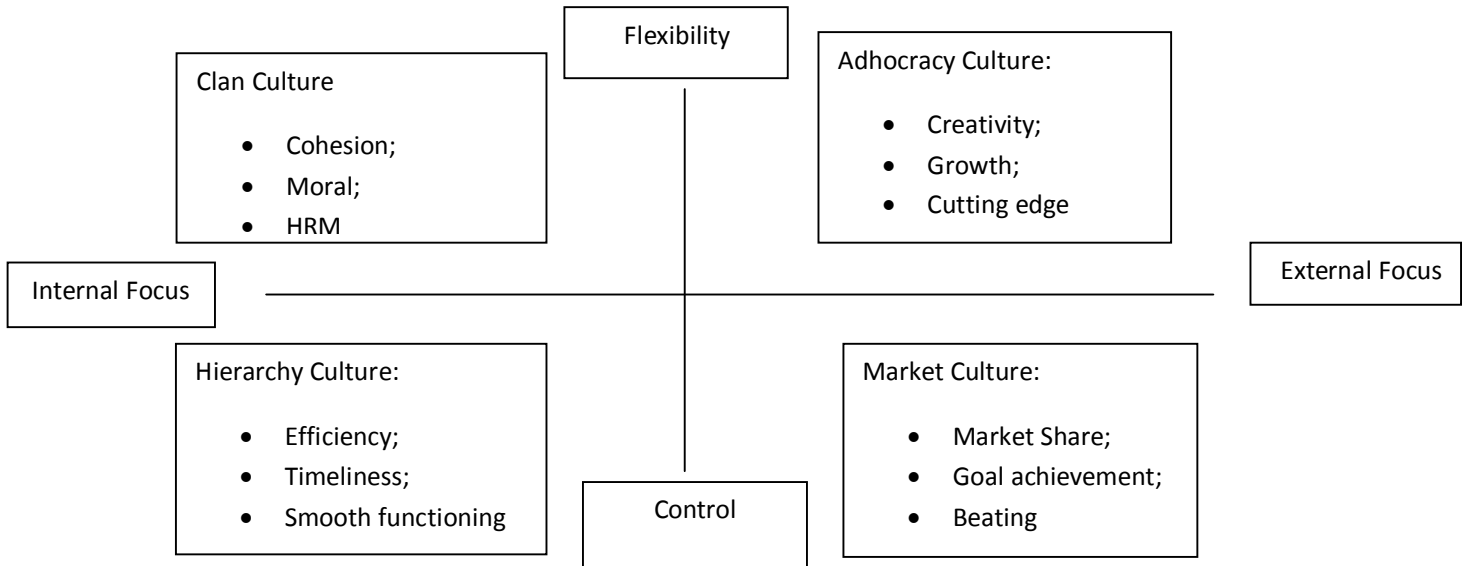 Flexibility
Clan Culture
• Cohesion;
• Moral;
• HRM
Adhocracy Culture:
• Creativity;
• Growth;
• Cutting edge
Internal Focus
External Focus
Hierarchy Culture:
• Efficiency;
• Timeliness;
• Smooth functioning
Market Culture:
• Market Share;
• Goal achievement;
• Beating
Control